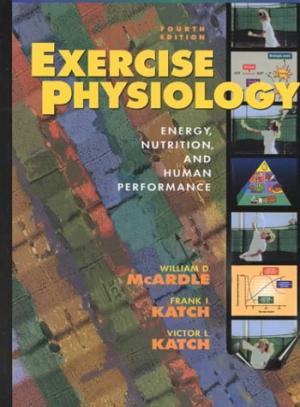 FOURTH
EDITION
EXERCISE
PHYSIOLOGY
ENERGY,
NUTRITION,
AND
HUMAN
PERFORMANCE
WILLIAM D.
McARDLE
FRANK I.
KATCH
VICTOR L.
KATCH